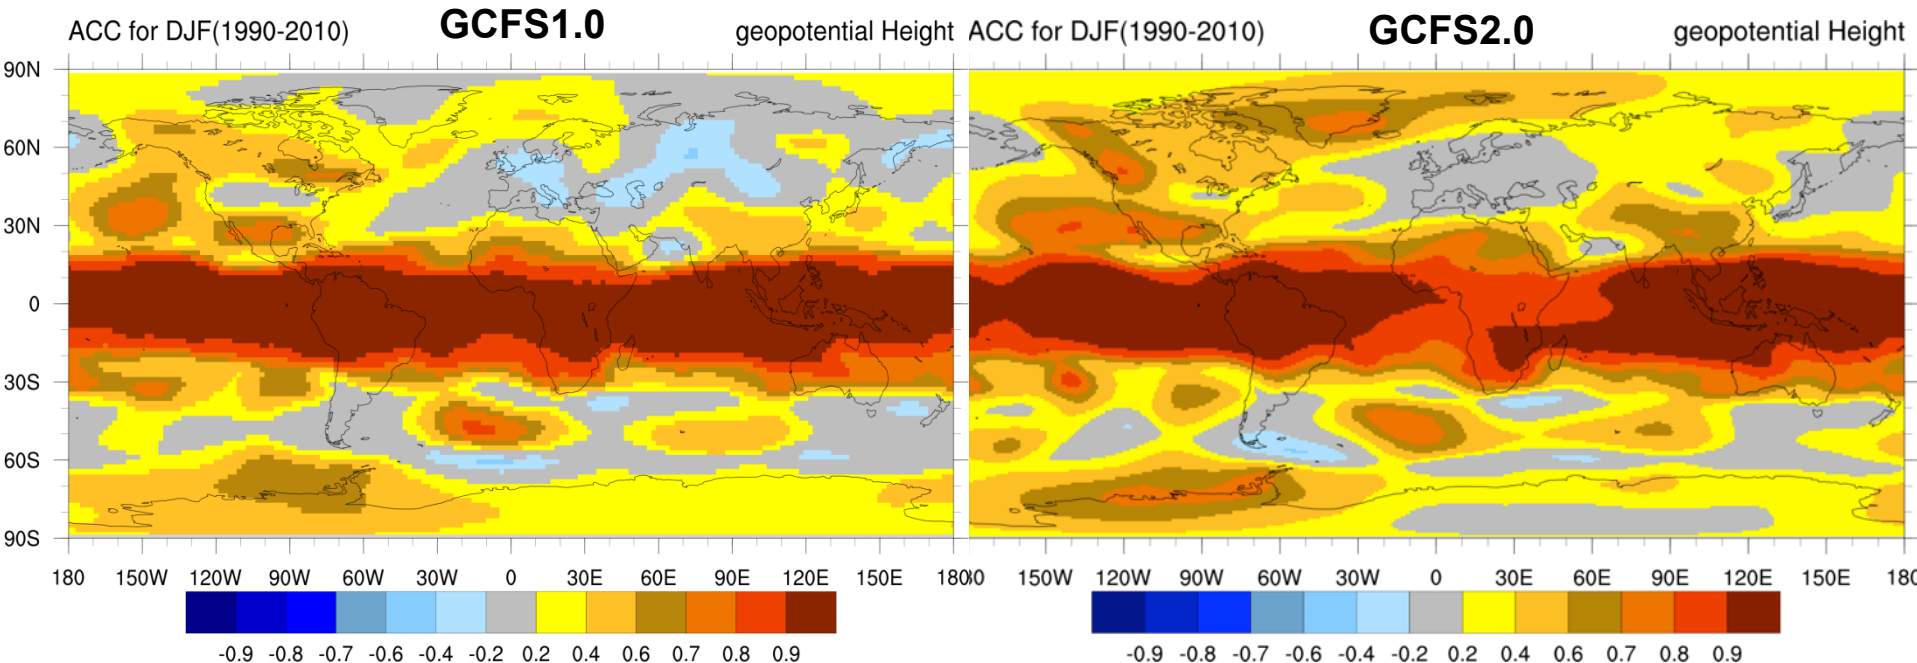 ACC for DJF(1990-2010) GCFS1.0 geopotential Height
ACC for DJF(1990-2010) GCFS2.0 geopotential Height
90N
60N
30N
0
30S
60S
90S
180 150W 120W 90W 60W 30W 0 30E 60E 90E 120E 150E 180
150W 120W 90W 60W 30W 0 30E 60E 90E 120E 150E 180
-0.9 -0.8 -0.7 -0.6 -0.4 -0.2 0.2 0.4 0.6 0.7 0.8 0.9
-0.9 -0.8 -0.7 -0.6 -0.4 -0.2 0.2 0.4 0.6 0.7 0.8 0.9